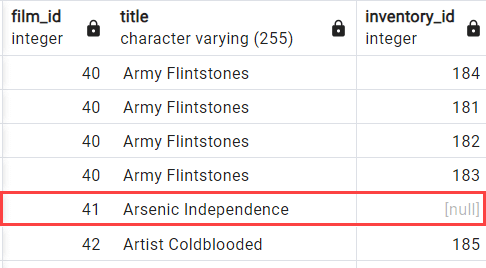 film_id title inventory_id
integer character varying (255) integer
40 Army Flintstones 184
40 Army Flintstones 181
40 Army Flintstones 182
40 Army Flintstones 183
41 Arsenic Independence [null]
42 Artist Coldblooded 185